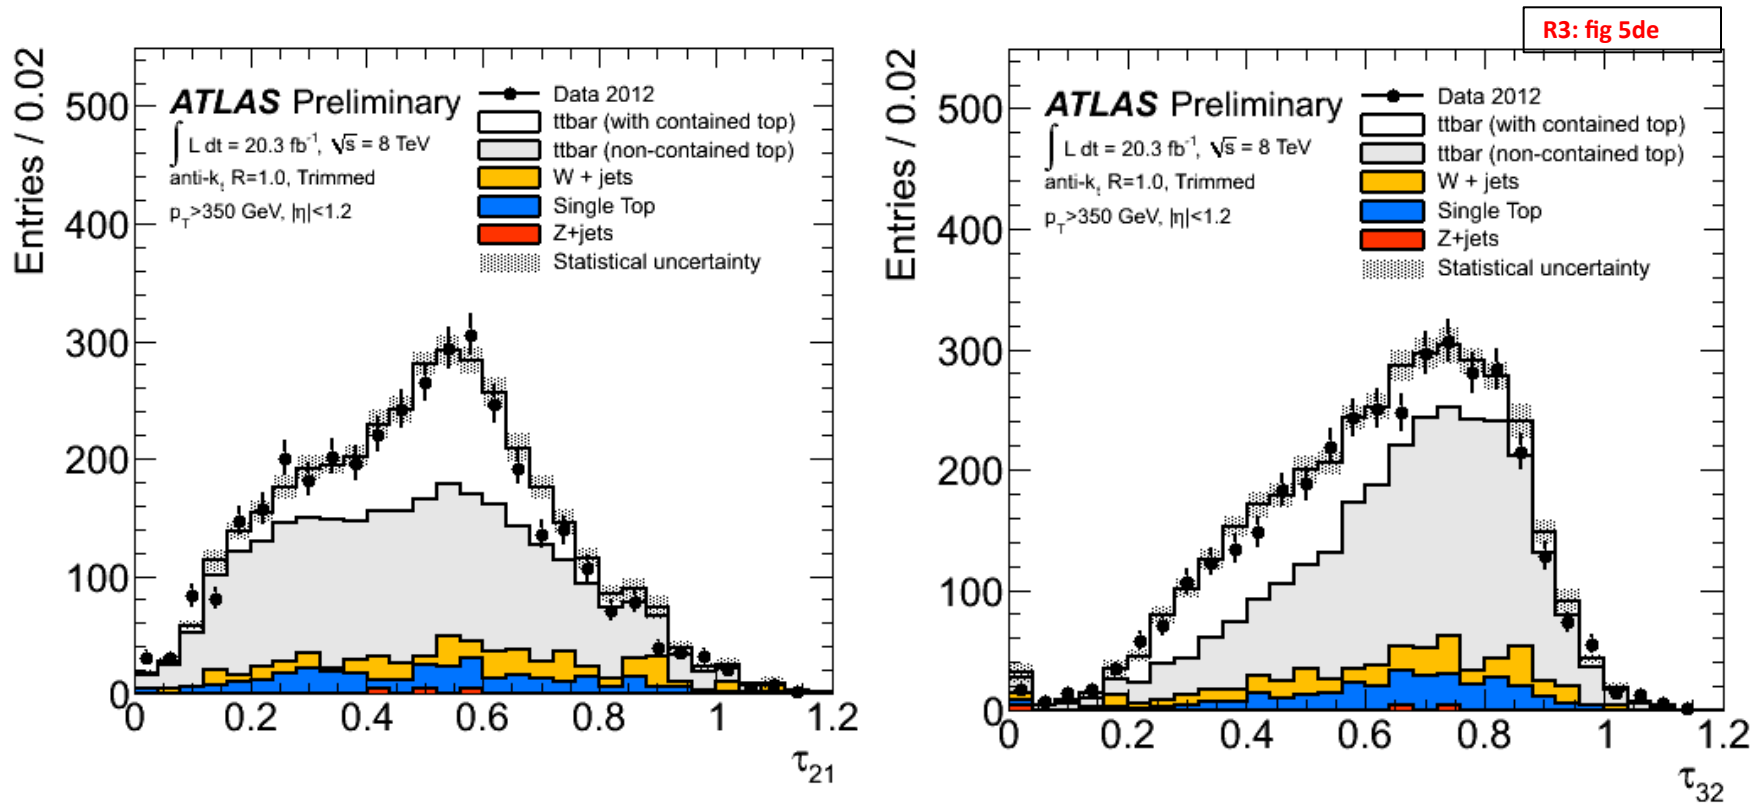 R3: fig 5de
Entries / 0.02
500
400
300
200
100
0
ATLAS Preliminary
∫ L dt = 20.3 fb⁻¹, √s = 8 TeV
anti-kₜ R=1.0, Trimmed
p_T>350 GeV, |η|<1.2
Data 2012
ttbar (with contained top)
ttbar (non-contained top)
W + jets
Single Top
Z+jets
Statistical uncertainty
0 0.2 0.4 0.6 0.8 1 1.2
τ₂₁
Entries / 0.02
500
400
300
200
100
0
ATLAS Preliminary
∫ L dt = 20.3 fb⁻¹, √s = 8 TeV
anti-kₜ R=1.0, Trimmed
p_T>350 GeV, |η|<1.2
Data 2012
ttbar (with contained top)
ttbar (non-contained top)
W + jets
Single Top
Z+jets
Statistical uncertainty
0 0.2 0.4 0.6 0.8 1 1.2
τ₃₂